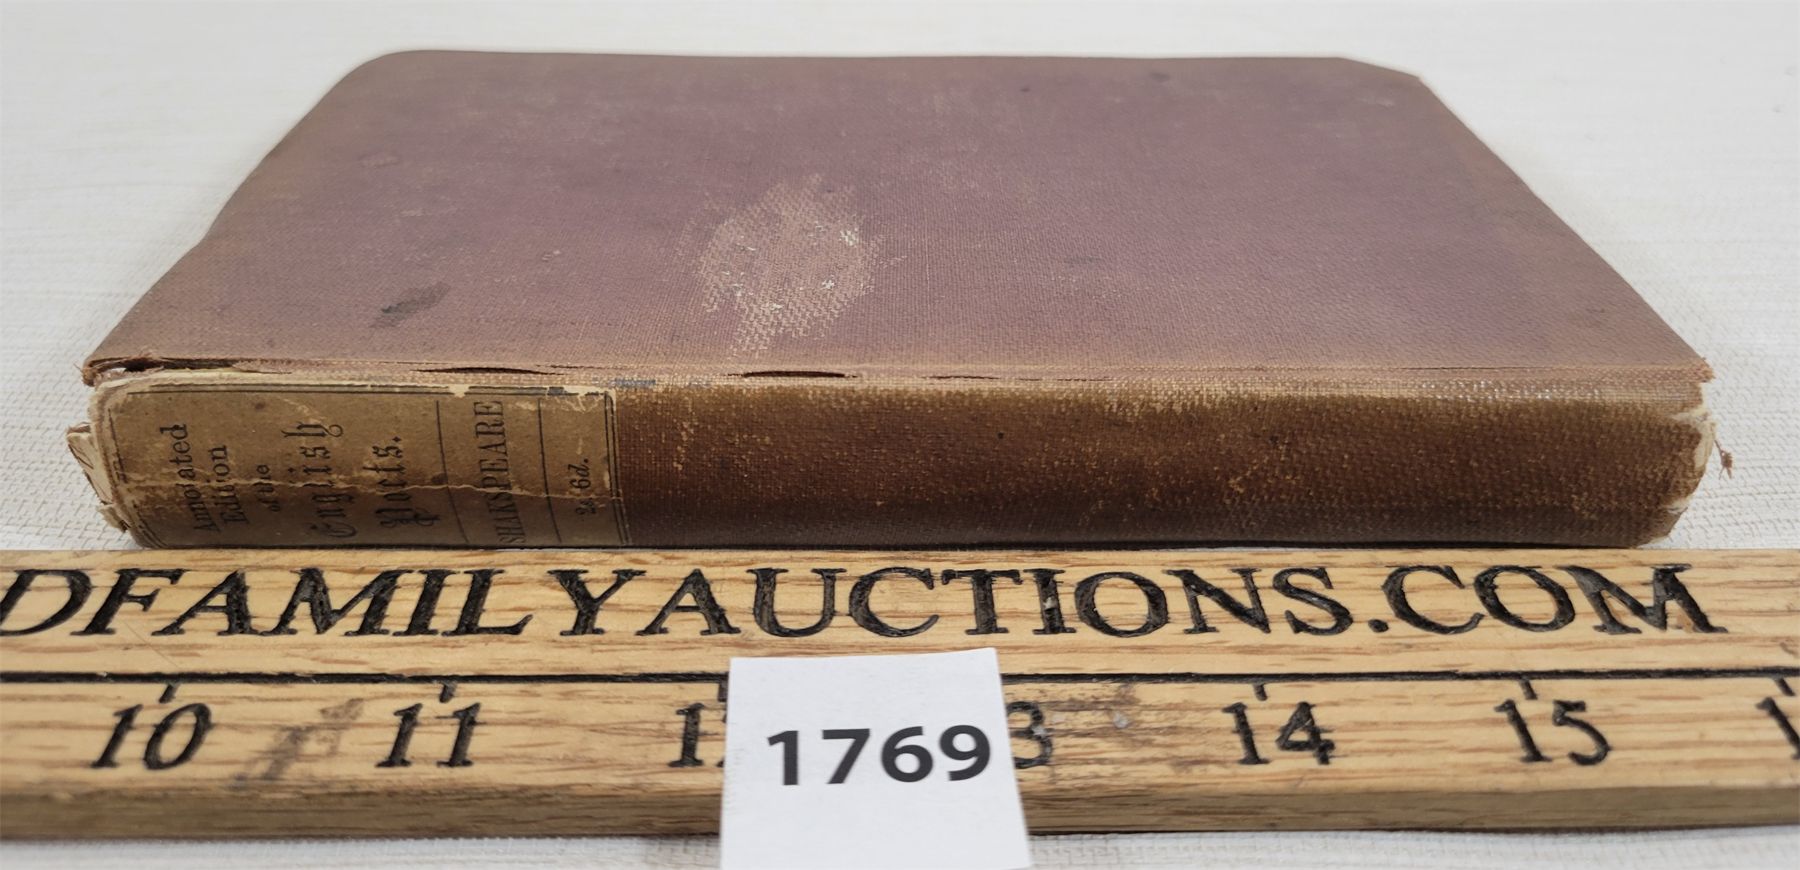 Annotated
Edition
of the
English
Poets.
SHAKSPEARE
2s. 6d.
DFAMILYAUCTIONS.COM
10 11 14 15
1769